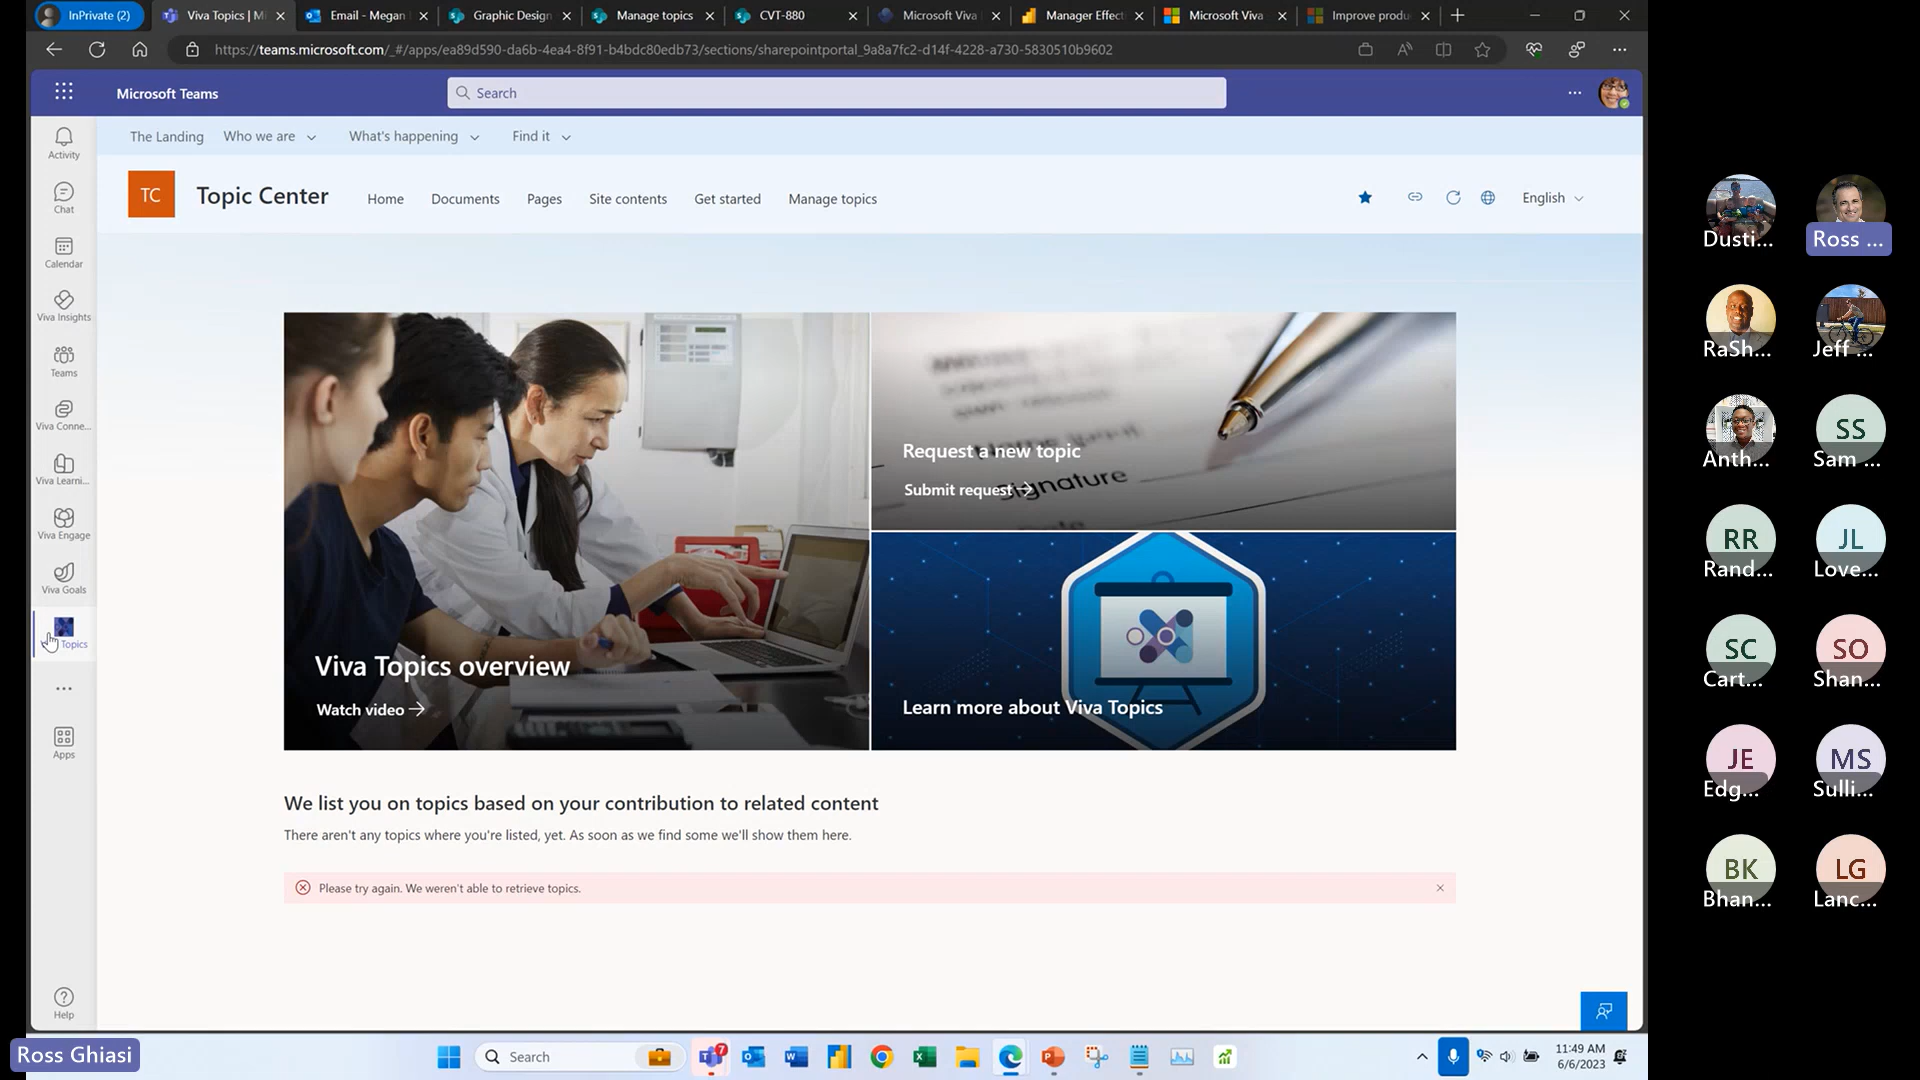 InPrivate (2)
Viva Topics | Mi
Email - Megan
Graphic Design
Manage topics
CVT-880
Microsoft Viva
Manager Effect
Microsoft Viva
Improve produ
https://teams.microsoft.com/_#/apps/ea89d590-da6b-4ea4-8f91-b4bdc80edb73/sections/sharepointportal_9a8a7fc2-d14f-4228-a730-5830510b9602
Microsoft Teams
Search
The Landing
Who we are
What's happening
Find it
TC
Topic Center
Home
Documents
Pages
Site contents
Get started
Manage topics
English
Activity
Chat
Calendar
Viva Insights
Teams
Viva Conne...
Viva Learni...
Viva Engage
Viva Goals
Topics
Apps
Help
Request a new topic
Submit request
Signature
Date
Viva Topics overview
Watch video
Learn more about Viva Topics
We list you on topics based on your contribution to related content
There aren't any topics where you're listed, yet. As soon as we find some we'll show them here.
Please try again. We weren't able to retrieve topics.
Dusti...
Ross ...
RaSh...
Jeff ...
Anth...
SS
Sam ...
RR
Rand...
JL
Love...
SC
Cart...
SO
Shan...
JE
Edg...
MS
Sulli...
BK
Bhan...
LG
Lanc...
Ross Ghiasi
Search
7
11:49 AM
6/6/2023